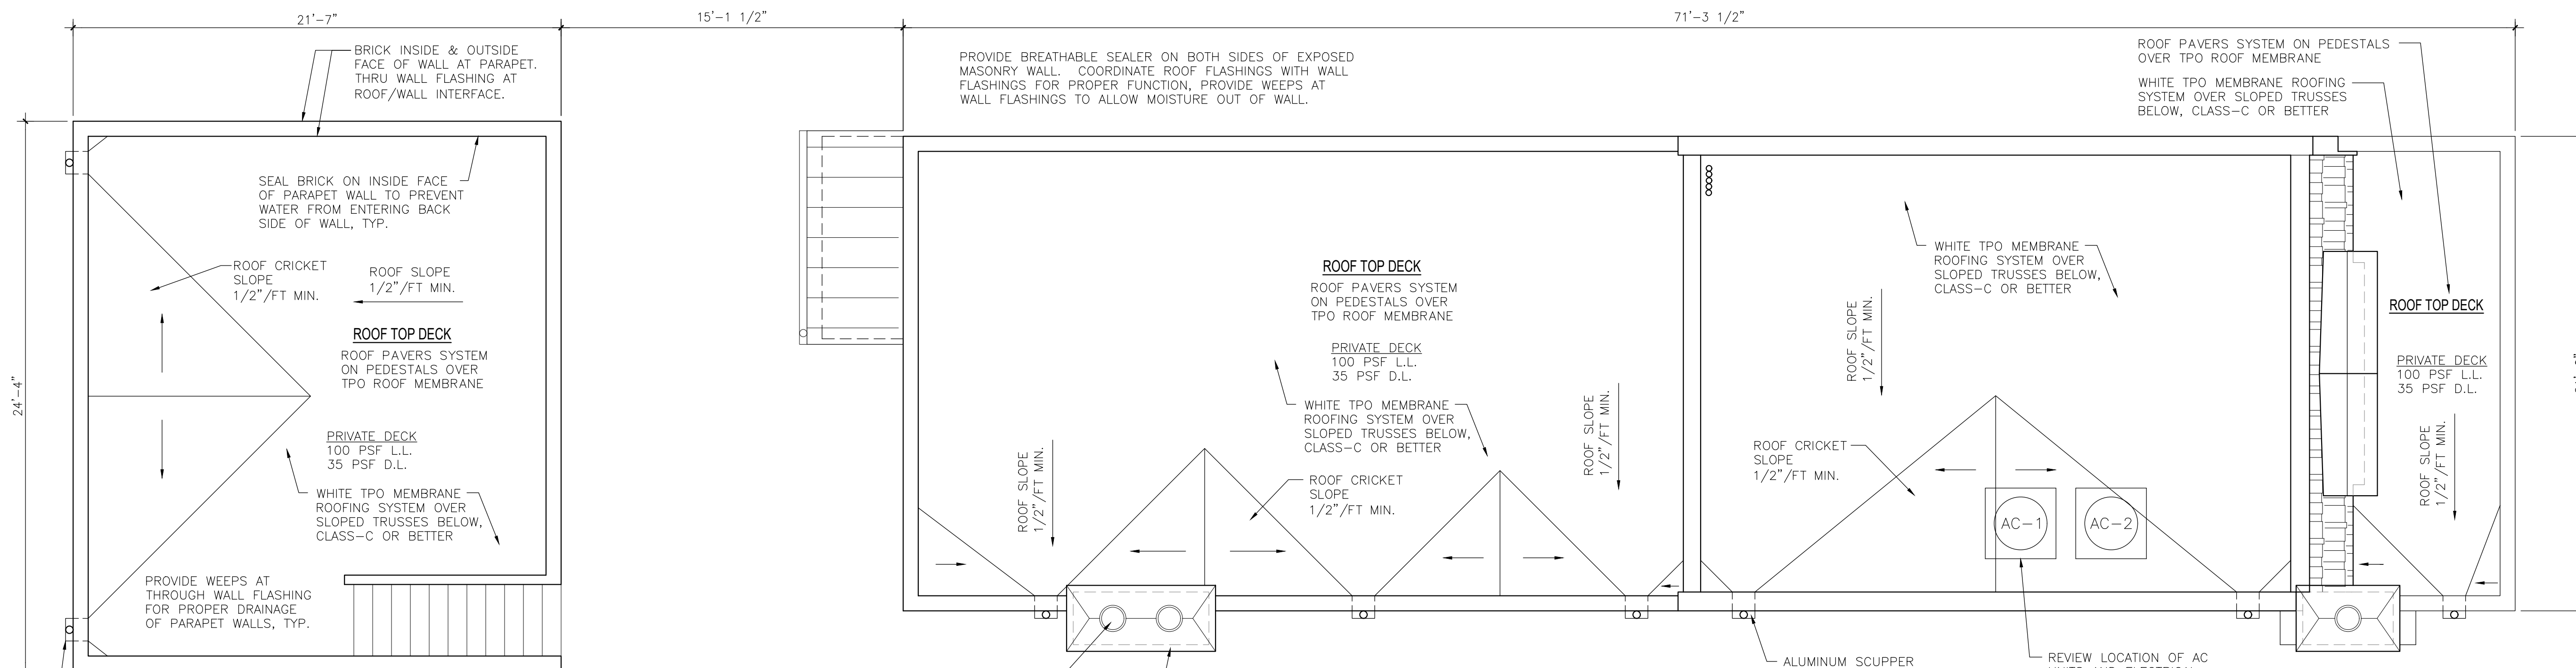 21'-7"
15'-1 1/2"
71'-3 1/2"
BRICK INSIDE & OUTSIDE
FACE OF WALL AT PARAPET.
THRU WALL FLASHING AT
ROOF/WALL INTERFACE.
PROVIDE BREATHABLE SEALER ON BOTH SIDES OF EXPOSED
MASONRY WALL.  COORDINATE ROOF FLASHINGS WITH WALL
FLASHINGS FOR PROPER FUNCTION, PROVIDE WEEPS AT
WALL FLASHINGS TO ALLOW MOISTURE OUT OF WALL.
ROOF PAVERS SYSTEM ON PEDESTALS
OVER TPO ROOF MEMBRANE
WHITE TPO MEMBRANE ROOFING
SYSTEM OVER SLOPED TRUSSES
BELOW, CLASS-C OR BETTER
24'-4"
SEAL BRICK ON INSIDE FACE
OF PARAPET WALL TO PREVENT
WATER FROM ENTERING BACK
SIDE OF WALL, TYP.
ROOF CRICKET
SLOPE
1/2"/FT MIN.
ROOF SLOPE
1/2"/FT MIN.
ROOF TOP DECK
ROOF PAVERS SYSTEM
ON PEDESTALS OVER
TPO ROOF MEMBRANE
PRIVATE DECK
100 PSF L.L.
35 PSF D.L.
WHITE TPO MEMBRANE
ROOFING SYSTEM OVER
SLOPED TRUSSES BELOW,
CLASS-C OR BETTER
PROVIDE WEEPS AT
THROUGH WALL FLASHING
FOR PROPER DRAINAGE
OF PARAPET WALLS, TYP.
ROOF TOP DECK
ROOF PAVERS SYSTEM
ON PEDESTALS OVER
TPO ROOF MEMBRANE
PRIVATE DECK
100 PSF L.L.
35 PSF D.L.
WHITE TPO MEMBRANE
ROOFING SYSTEM OVER
SLOPED TRUSSES BELOW,
CLASS-C OR BETTER
ROOF CRICKET
SLOPE
1/2"/FT MIN.
ROOF SLOPE
1/2"/FT MIN.
ROOF SLOPE
1/2"/FT MIN.
WHITE TPO MEMBRANE
ROOFING SYSTEM OVER
SLOPED TRUSSES BELOW,
CLASS-C OR BETTER
ROOF SLOPE
1/2"/FT MIN.
ROOF CRICKET
SLOPE
1/2"/FT MIN.
AC-1
AC-2
ROOF TOP DECK
PRIVATE DECK
100 PSF L.L.
35 PSF D.L.
ROOF SLOPE
1/2"/FT MIN.
ALUMINUM SCUPPER
REVIEW LOCATION OF AC